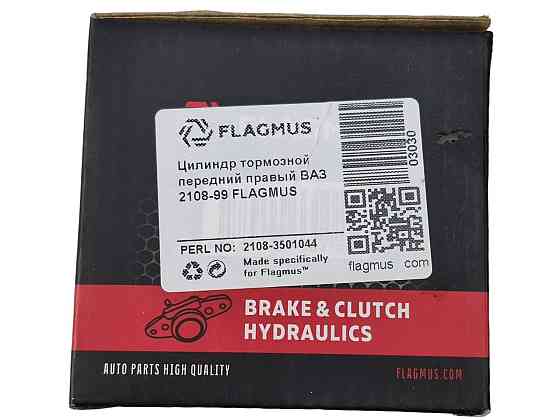 FLAGMUS
Цилиндр тормозной
передний правый ВАЗ
2108-99 FLAGMUS
03030
PERL NO: 2108-3501044
Made specifically
for Flagmus™
flagmus com
BRAKE & CLUTCH
HYDRAULICS
AUTO PARTS HIGH QUALITY
FLAGMUS.COM